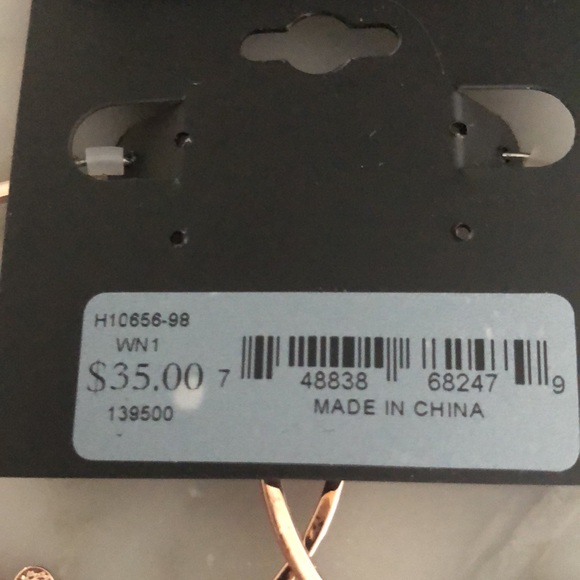 H10656-98
WN1
$35.00
139500
7 48838 68247 9
MADE IN CHINA